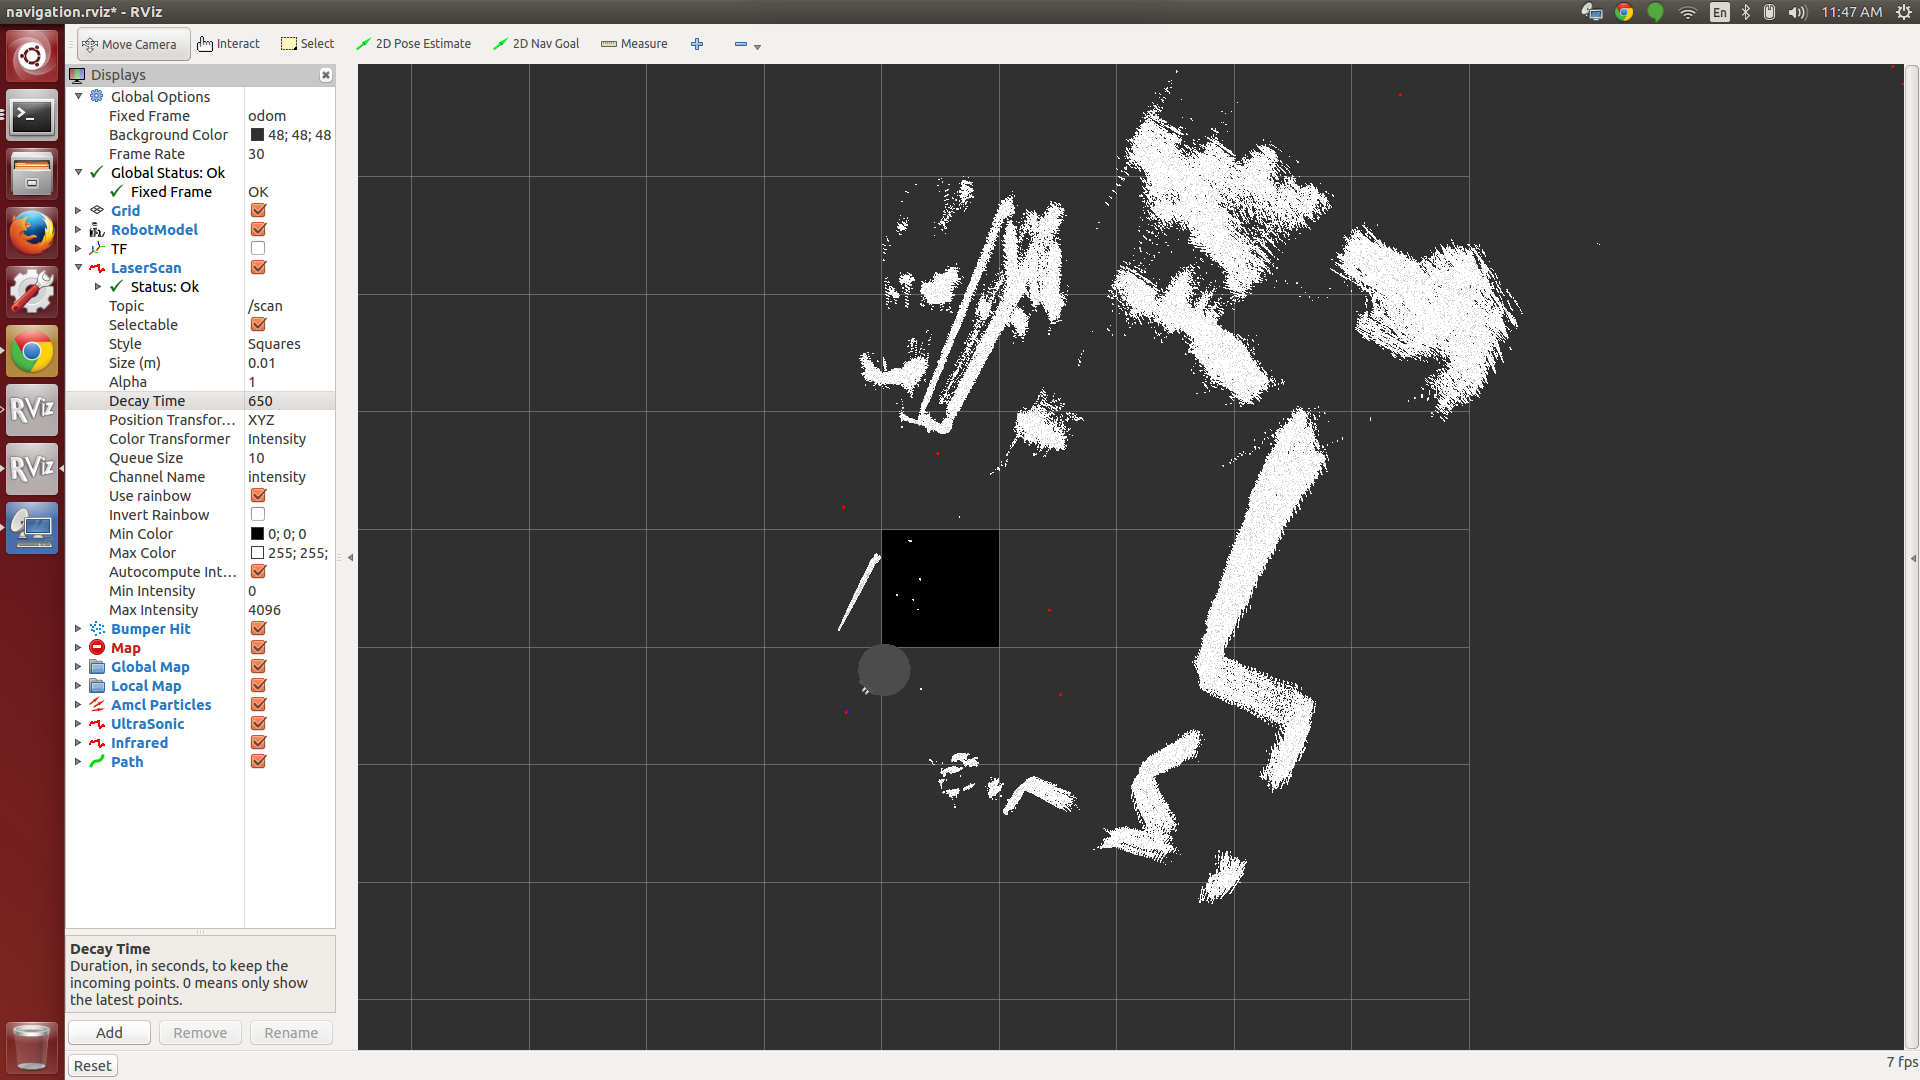 navigation.rviz* - RViz
En
11:47 AM
Move Camera
Interact
Select
2D Pose Estimate
2D Nav Goal
Measure
Displays
Global Options
Fixed Frame odom
Background Color 48; 48; 48
Frame Rate 30
Global Status: Ok
Fixed Frame OK
Grid
RobotModel
TF
LaserScan
Status: Ok
Topic /scan
Selectable
Style Squares
Size (m) 0.01
Alpha 1
Decay Time 650
Position Transfor... XYZ
Color Transformer Intensity
Queue Size 10
Channel Name intensity
Use rainbow
Invert Rainbow
Min Color 0; 0; 0
Max Color 255; 255;
Autocompute Int...
Min Intensity 0
Max Intensity 4096
Bumper Hit
Map
Global Map
Local Map
Amcl Particles
UltraSonic
Infrared
Path
RViz
RViz
Decay Time
Duration, in seconds, to keep the
incoming points. 0 means only show
the latest points.
Add
Remove
Rename
Reset
7 fps